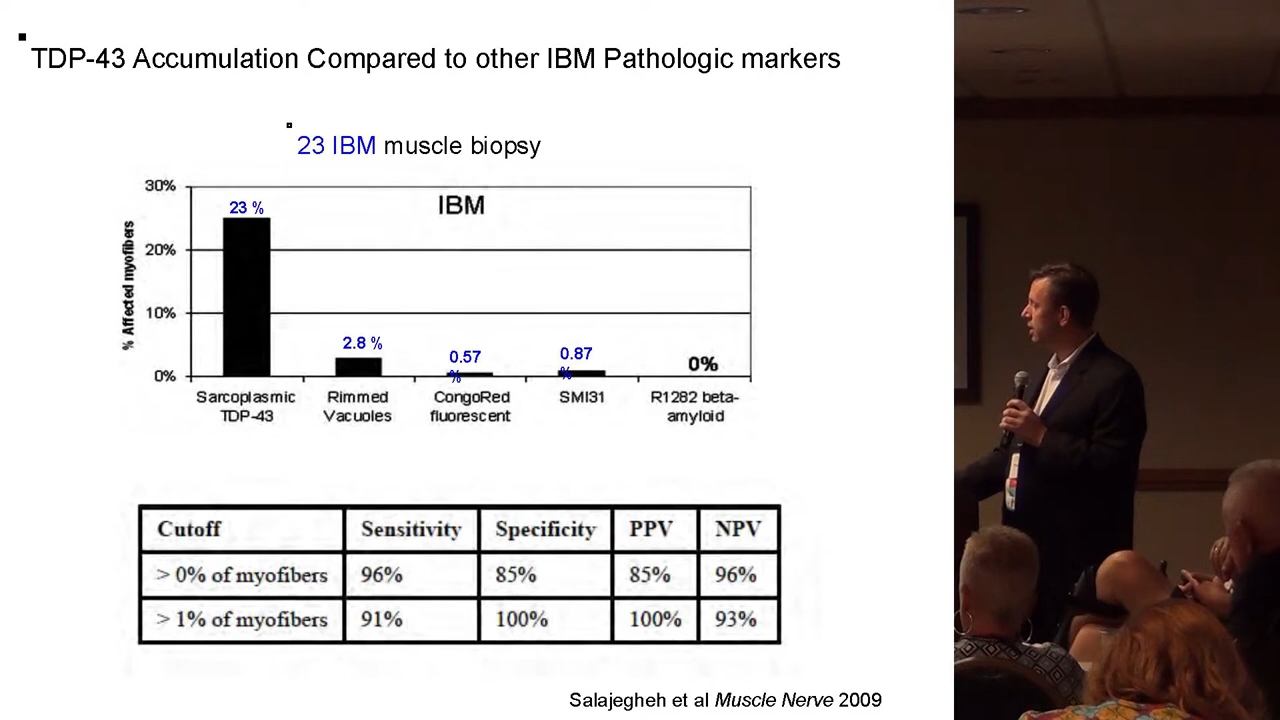 TDP-43 Accumulation Compared to other IBM Pathologic markers
23 IBM muscle biopsy
IBM
% Affected myofibers
30%
20%
10%
0%
23 %
2.8 %
0.57
%
0.87
%
0%
Sarcoplasmic
TDP-43
Rimmed
Vacuoles
CongoRed
fluorescent
SMI31
R1282 beta-
amyloid
Cutoff Sensitivity Specificity PPV NPV
> 0% of myofibers 96% 85% 85% 96%
> 1% of myofibers 91% 100% 100% 93%
Salajegheh et al Muscle Nerve 2009